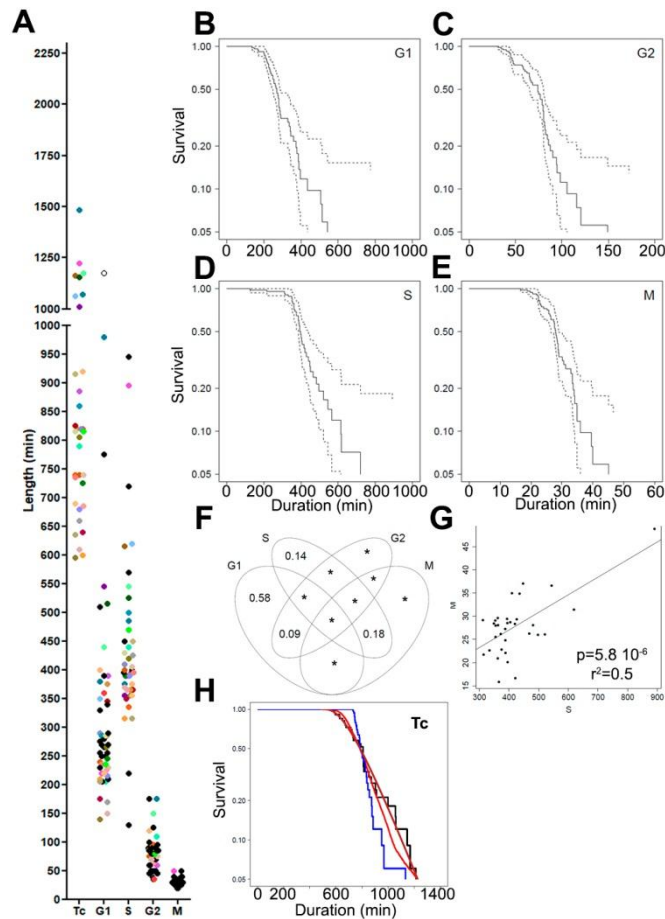 A
Length (min)
2250
2000
1750
1500
1250
1000
1000
950
900
850
800
750
700
650
600
550
500
450
400
350
300
250
200
150
100
50
0
Tc G1 S G2 M
B
G1
Survival
1.00
0.50
0.20
0.10
0.05
0 200 400 600 800 1000
C
G2
1.00
0.50
0.20
0.10
0.05
0 50 100 150 200
D
S
Survival
1.00
0.50
0.20
0.05
0 200 400 600 800 1000
Duration (min)
E
M
1.00
0.50
0.20
0.05
0 10 20 30 40 50 60
Duration (min)
F
S G2
G1 M
0.14 *
0.58 * * * * *
0.09 * 0.18
*
G
M
45
40
35
30
25
20
15
300 400 500 600 700 800 900
S
p=5.8 10-6
r2=0.5
H
Tc
Survival
1.00
0.50
0.20
0.10
0.05
0 200 600 1000 1400
Duration (min)